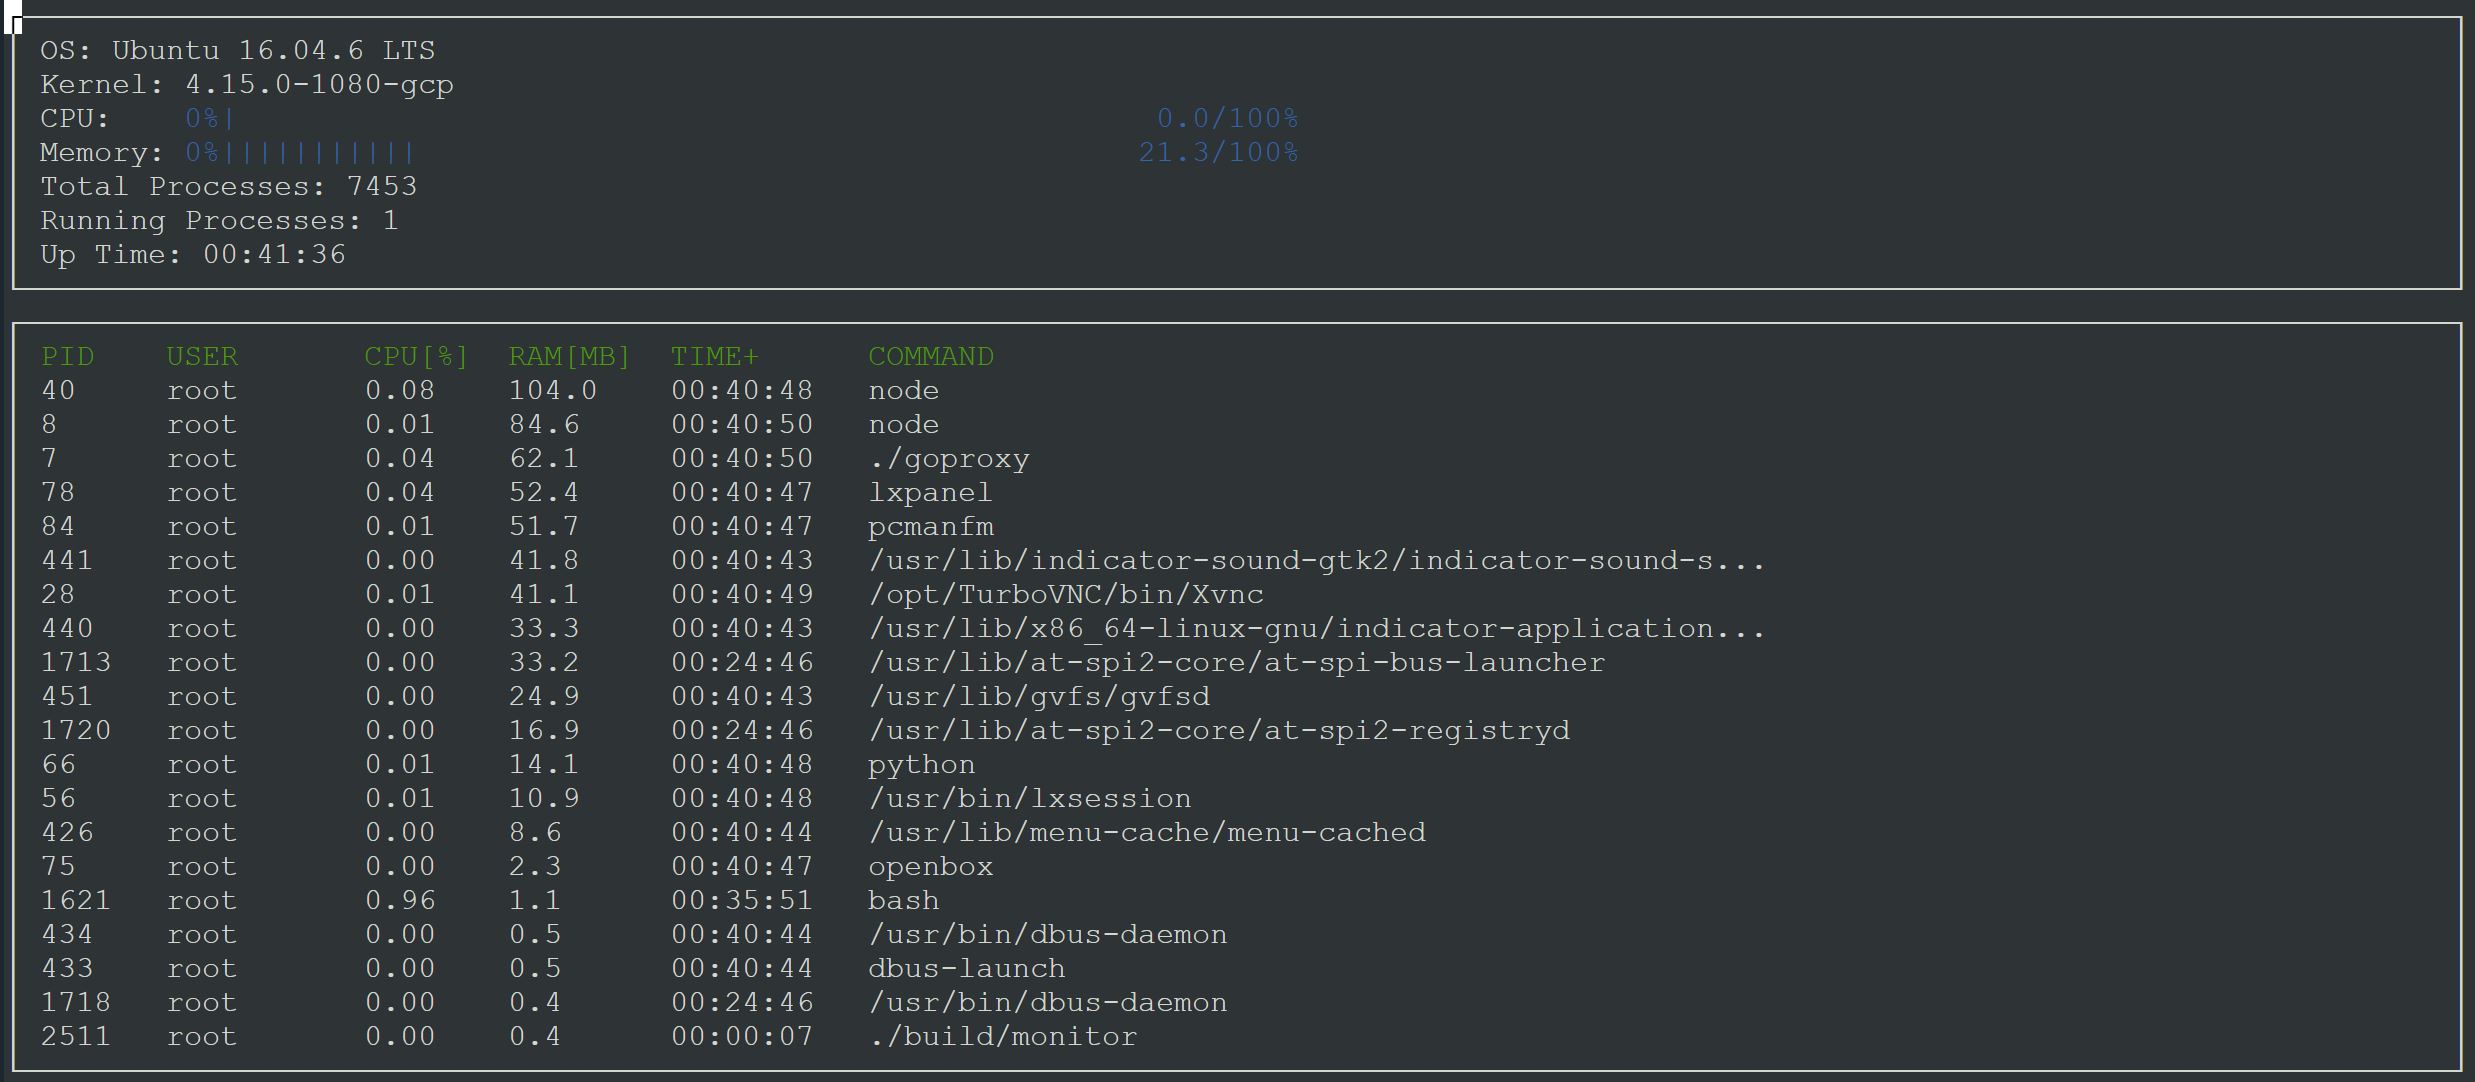 OS: Ubuntu 16.04.6 LTS
Kernel: 4.15.0-1080-gcp
CPU: 0%| 0.0/100%
Memory: 0%||||||||||| 21.3/100%
Total Processes: 7453
Running Processes: 1
Up Time: 00:41:36
PID USER CPU[%] RAM[MB] TIME+ COMMAND
40 root 0.08 104.0 00:40:48 node
8 root 0.01 84.6 00:40:50 node
7 root 0.04 62.1 00:40:50 ./goproxy
78 root 0.04 52.4 00:40:47 lxpanel
84 root 0.01 51.7 00:40:47 pcmanfm
441 root 0.00 41.8 00:40:43 /usr/lib/indicator-sound-gtk2/indicator-sound-s...
28 root 0.01 41.1 00:40:49 /opt/TurboVNC/bin/Xvnc
440 root 0.00 33.3 00:40:43 /usr/lib/x86_64-linux-gnu/indicator-application...
1713 root 0.00 33.2 00:24:46 /usr/lib/at-spi2-core/at-spi-bus-launcher
451 root 0.00 24.9 00:40:43 /usr/lib/gvfs/gvfsd
1720 root 0.00 16.9 00:24:46 /usr/lib/at-spi2-core/at-spi2-registryd
66 root 0.01 14.1 00:40:48 python
56 root 0.01 10.9 00:40:48 /usr/bin/lxsession
426 root 0.00 8.6 00:40:44 /usr/lib/menu-cache/menu-cached
75 root 0.00 2.3 00:40:47 openbox
1621 root 0.96 1.1 00:35:51 bash
434 root 0.00 0.5 00:40:44 /usr/bin/dbus-daemon
433 root 0.00 0.5 00:40:44 dbus-launch
1718 root 0.00 0.4 00:24:46 /usr/bin/dbus-daemon
2511 root 0.00 0.4 00:00:07 ./build/monitor